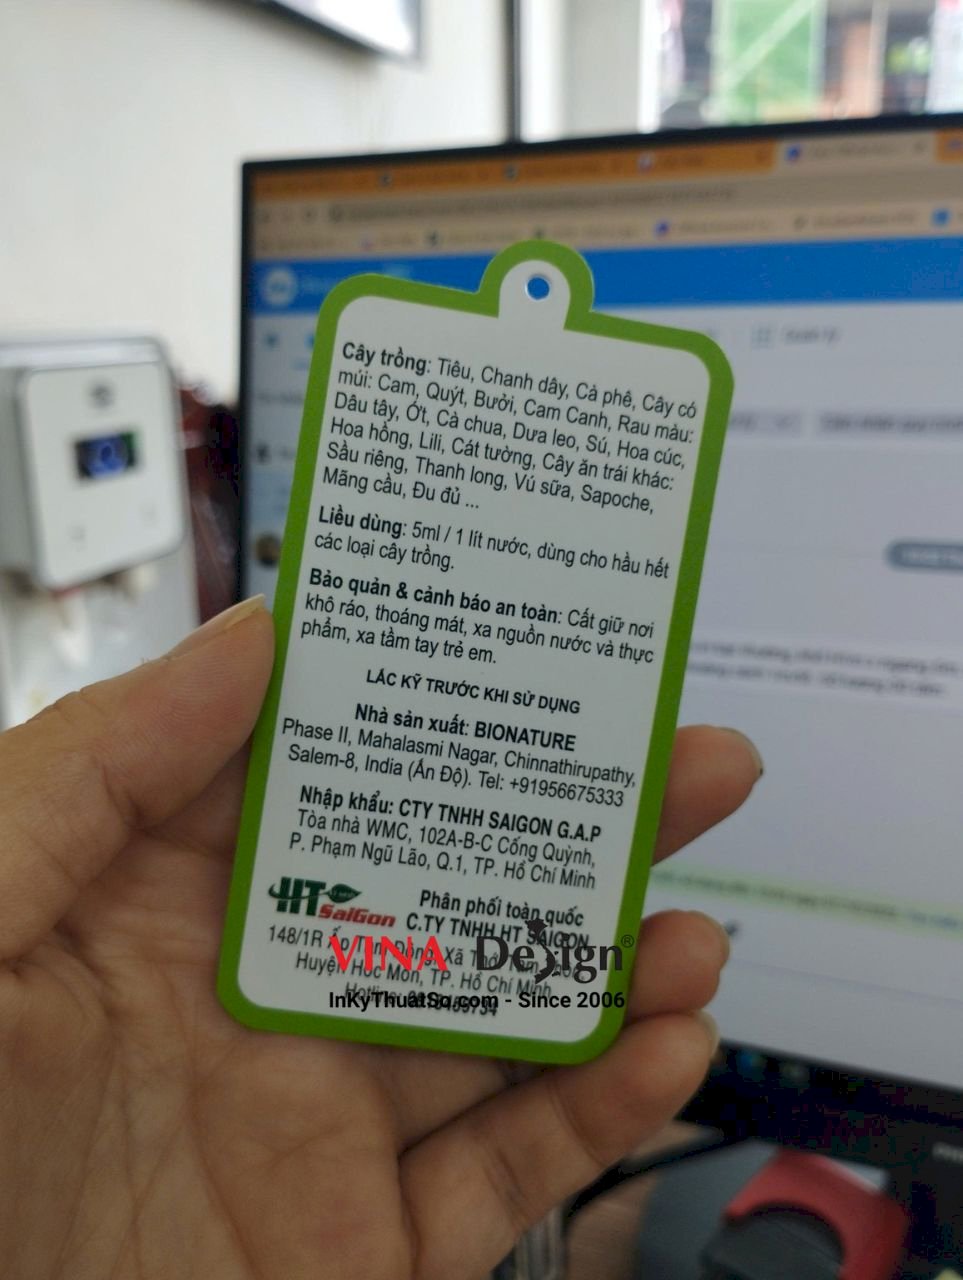 Cây trồng: Tiêu, Chanh dây, Cà phê, Cây có
múi: Cam, Quýt, Bưởi, Cam Canh, Rau màu:
Dâu tây, Ớt, Cà chua, Dưa leo, Sú, Hoa cúc,
Hoa hồng, Lili, Cát tường, Cây ăn trái khác:
Sầu riêng, Thanh long, Vú sữa, Sapoche,
Mãng cầu, Đu đủ ...
Liều dùng: 5ml / 1 lít nước, dùng cho hầu hết
các loại cây trồng.
Bảo quản & cảnh báo an toàn: Cất giữ nơi
khô ráo, thoáng mát, xa nguồn nước và thực
phẩm, xa tầm tay trẻ em.
LẮC KỸ TRƯỚC KHI SỬ DỤNG
Nhà sản xuất: BIONATURE
Phase II, Mahalasmi Nagar, Chinnathirupathy,
Salem-8, India (Ấn Độ). Tel: +91956675333
Nhập khẩu: CTY TNHH SAIGON G.A.P
Tòa nhà WMC, 102A-B-C Cống Quỳnh,
P. Phạm Ngũ Lão, Q.1, TP. Hồ Chí Minh
HT SaiGon
Phân phối toàn quốc
C.TY TNHH HT SAIGON
148/1R Ấp Xã
Huyện Hóc Môn, TP. Hồ Chí Minh
Hotline:
VINA Design®
InKyThuatSo.com - Since 2006